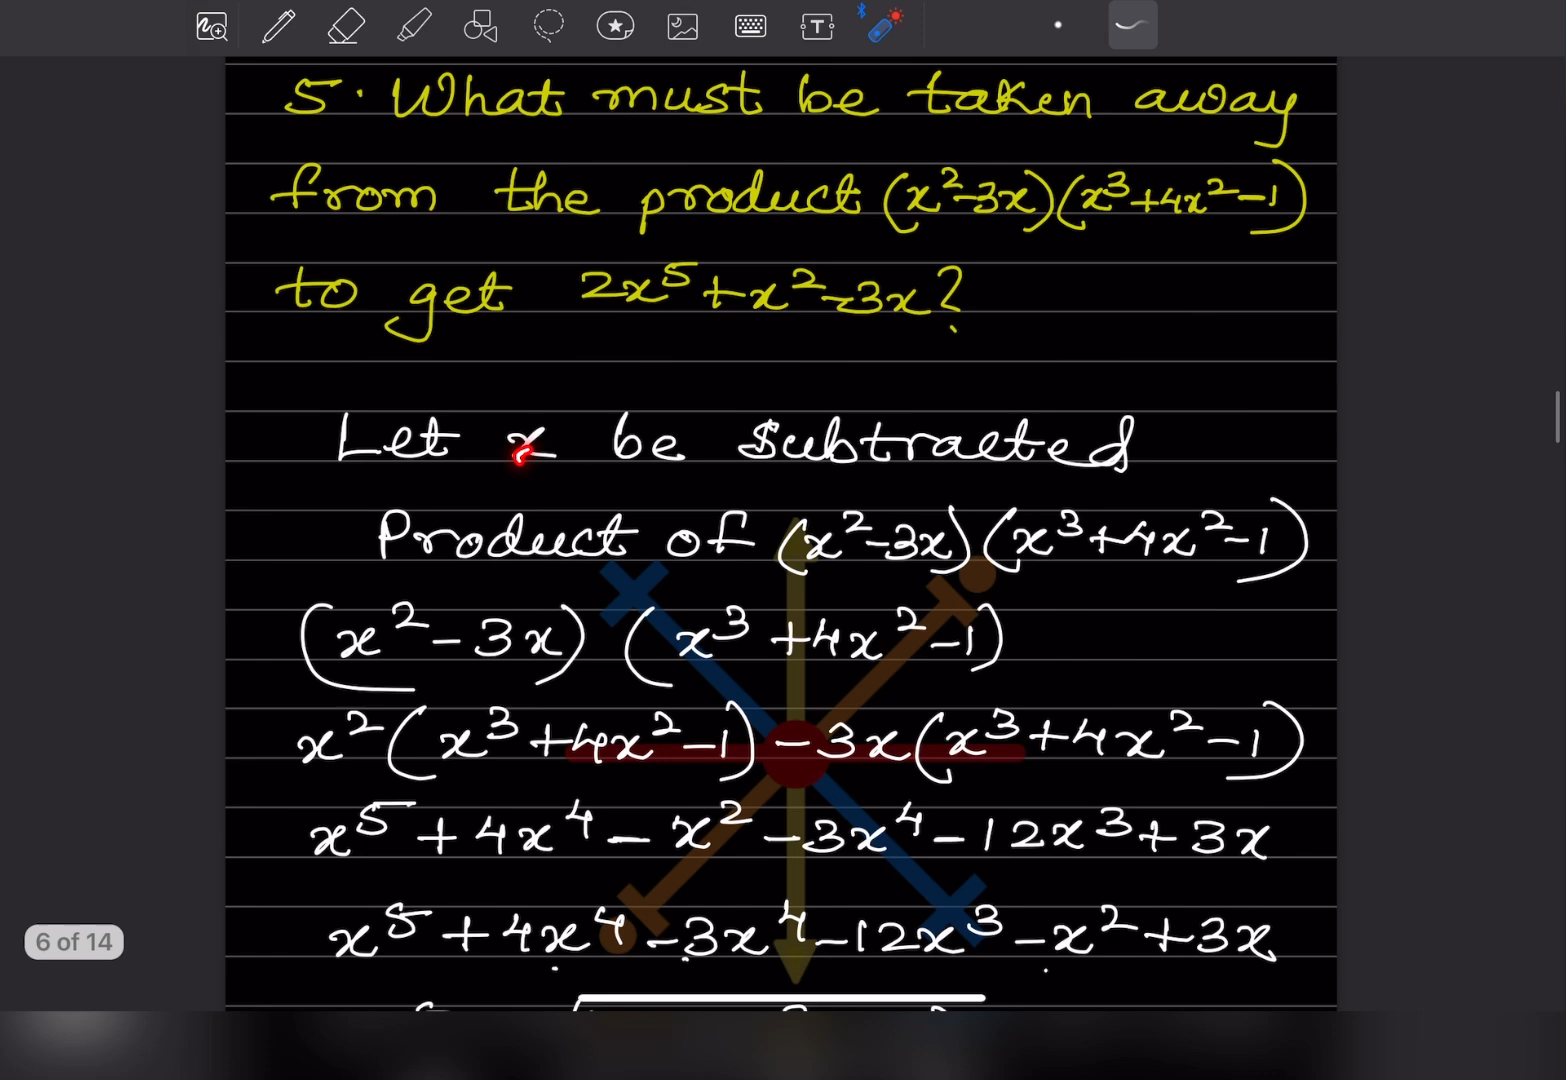 5. What must be taken away
from the product (x²-3x)(x³+4x²-1)
to get 2x⁵+x²-3x?
Let x be subtracted
Product of (x²-3x)(x³+4x²-1)
(x²-3x) (x³+4x²-1)
x²(x³+4x²-1)-3x(x³+4x²-1)
x⁵+4x⁴-x²-3x⁴-12x³+3x
x⁵+4x⁴-3x⁴-12x³-x²+3x
6 of 14